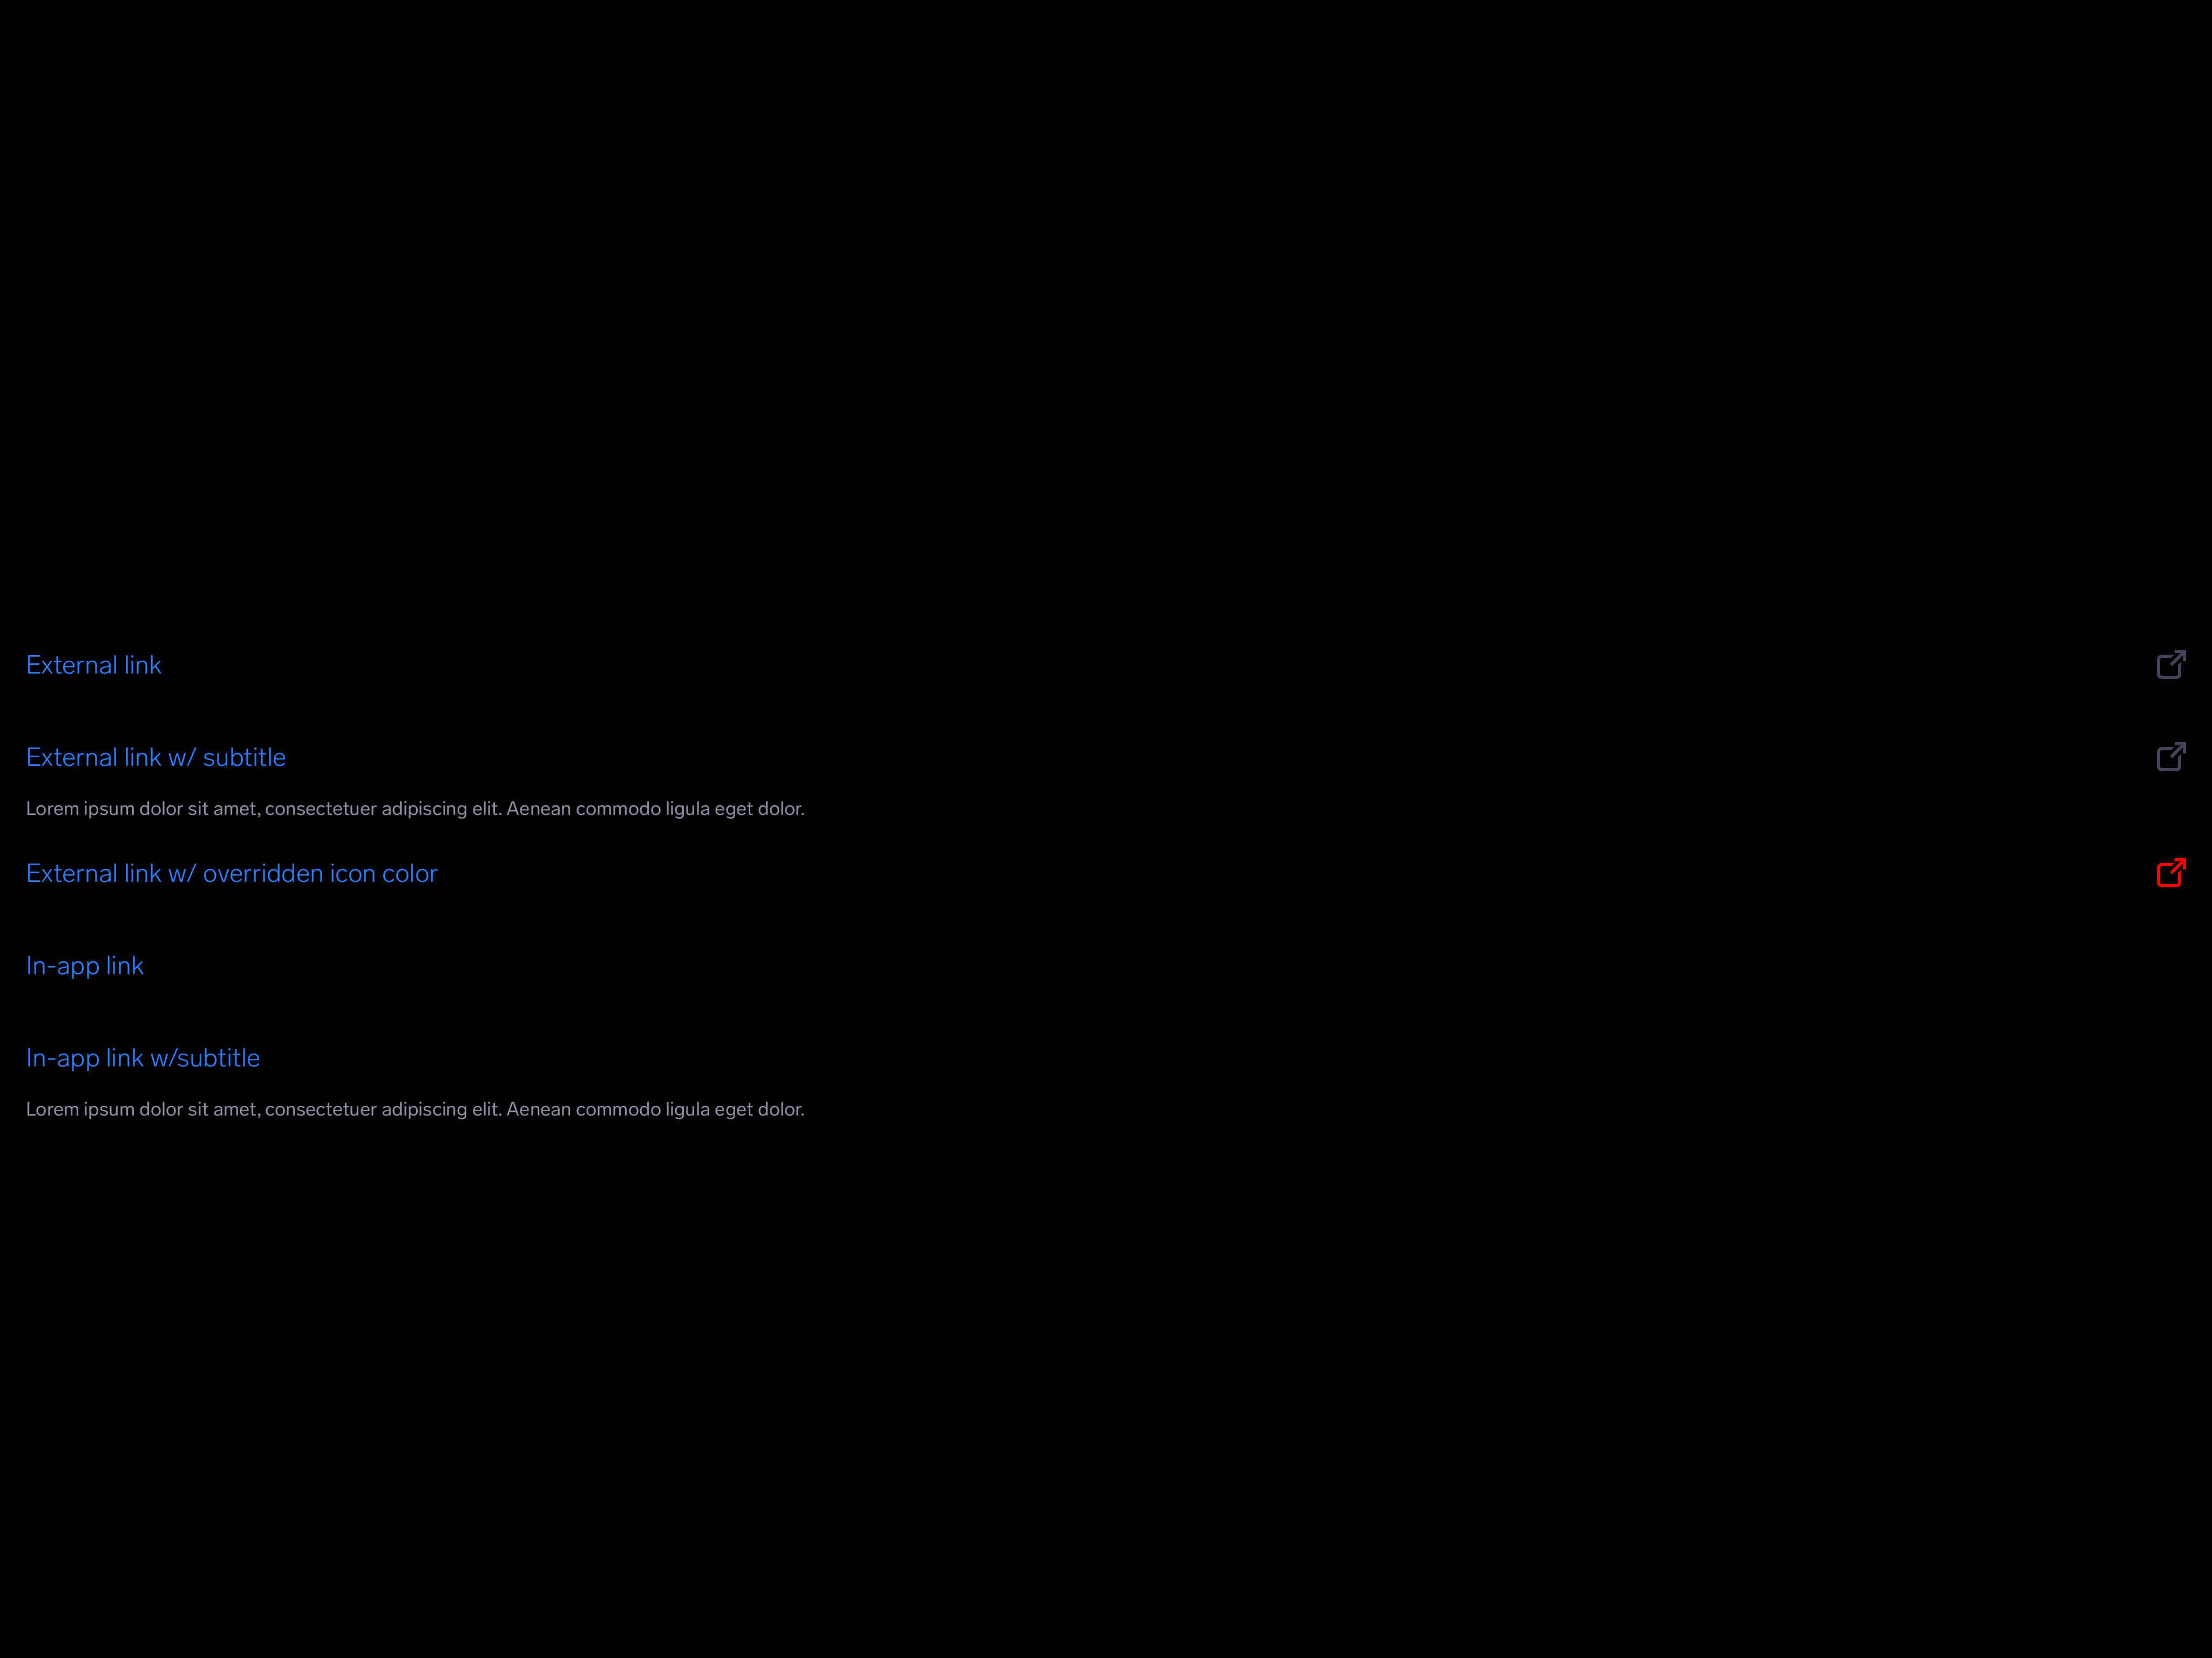 External link
External link w/ subtitle
Lorem ipsum dolor sit amet, consectetuer adipiscing elit. Aenean commodo ligula eget dolor.
External link w/ overridden icon color
In-app link
In-app link w/subtitle
Lorem ipsum dolor sit amet, consectetuer adipiscing elit. Aenean commodo ligula eget dolor.